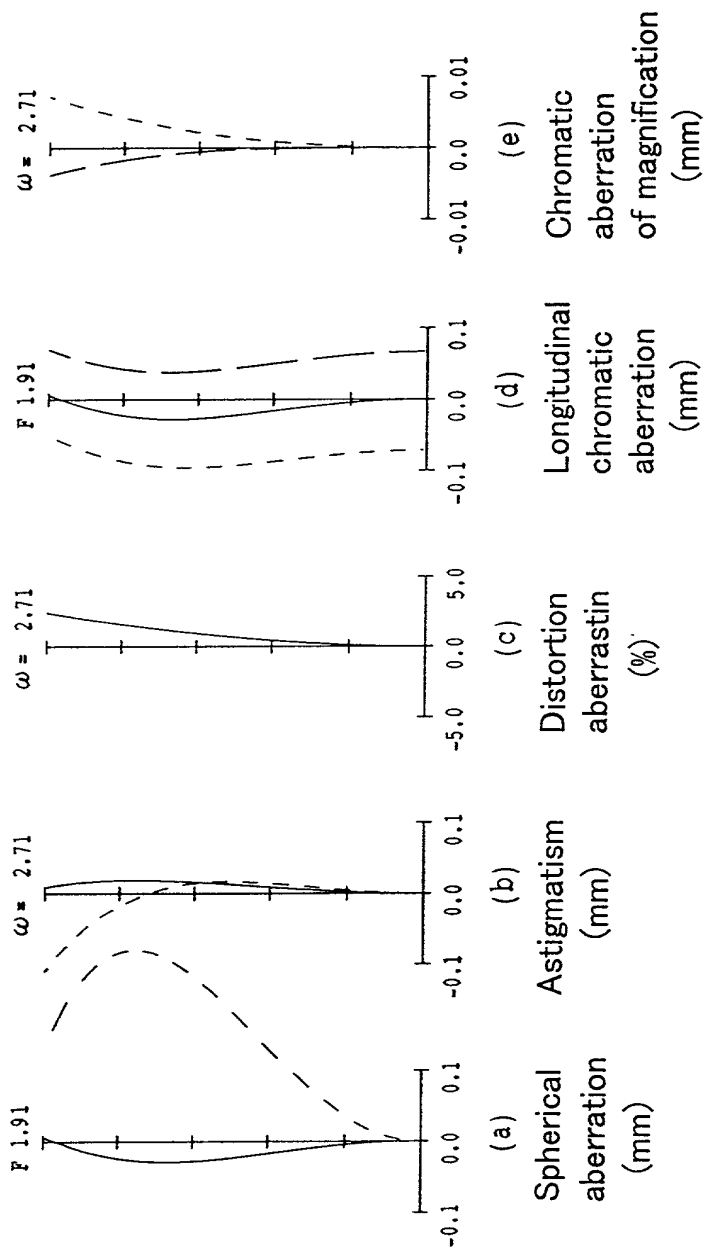 F 1.91
-0.1 0.0 0.1
(a)
Spherical
aberration
(mm)
ω= 2.71
-0.1 0.0 0.1
(b)
Astigmatism
(mm)
ω= 2.71
-5.0 0.0 5.0
(c)
Distortion
aberrastin
(%)
F 1.91
-0.1 0.0 0.1
(d)
Longitudinal
chromatic
aberration
(mm)
ω= 2.71
-0.01 0.0 0.01
(e)
Chromatic
aberration
of magnification
(mm)